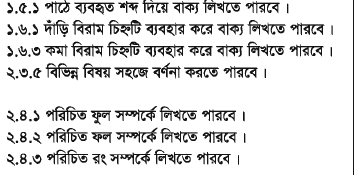 ১.৫.১ পাঠে ব্যবহৃত শব্দ দিয়ে বাক্য লিখতে পারবে ।
১.৬.১ দাঁড়ি বিরাম চিহ্নটি ব্যবহার করে বাক্য লিখতে পারবে ।
১.৬.৩ কমা বিরাম চিহ্নটি ব্যবহার করে বাক্য লিখতে পারবে ।
২.৩.৫ বিভিন্ন বিষয় সহজে বর্ণনা করতে পারবে ।
২.৪.১ পরিচিত ফুল সম্পর্কে লিখতে পারবে ।
২.৪.২ পরিচিত ফল সম্পর্কে লিখতে পারবে ।
২.৪.৩ পরিচিত রং সম্পর্কে লিখতে পারবে ।